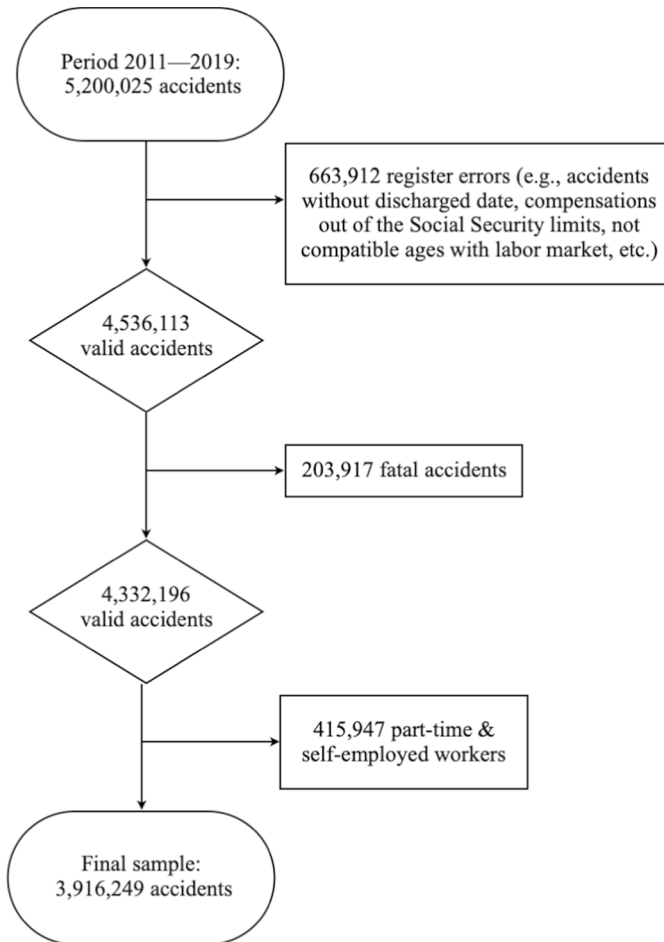 Period 2011—2019:
5,200,025 accidents
663,912 register errors (e.g., accidents
without discharged date, compensations
out of the Social Security limits, not
compatible ages with labor market, etc.)
4,536,113
valid accidents
203,917 fatal accidents
4,332,196
valid accidents
415,947 part-time &
self-employed workers
Final sample:
3,916,249 accidents